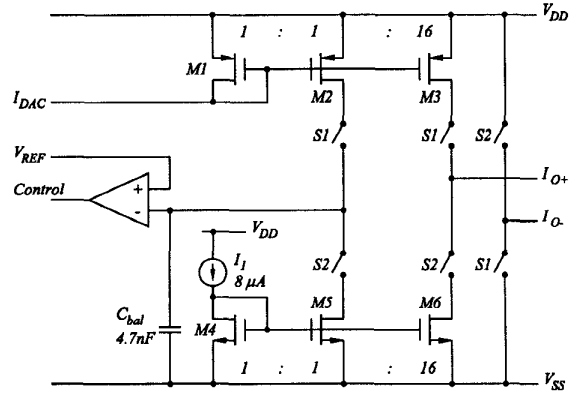 1 : 1 : 16
V_DD
M1
M2
M3
I_DAC
S1
S1
S2
V_REF
Control
+
-
I_O+
I_O-
V_DD
I_1
8 μA
S2
S2
S1
C_bal
4.7nF
M4
M5
M6
1 : 1 : 16
V_SS